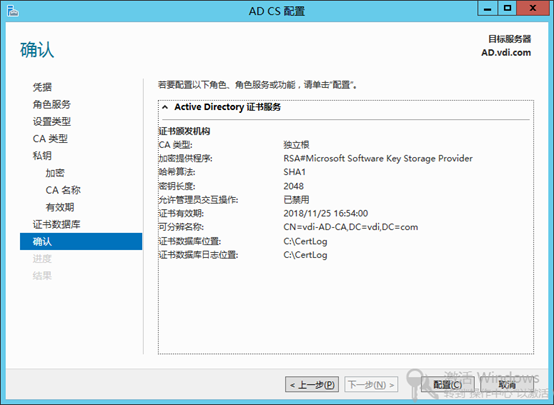 AD CS 配置
确认
目标服务器
AD.vdi.com
凭据
角色服务
设置类型
CA 类型
私钥
加密
CA 名称
有效期
证书数据库
确认
进度
结果
若要配置以下角色、角色服务或功能，请单击"配置"。
Active Directory 证书服务
证书颁发机构
CA 类型: 独立根
加密提供程序: RSA#Microsoft Software Key Storage Provider
哈希算法: SHA1
密钥长度: 2048
允许管理员交互操作: 已禁用
证书有效期: 2018/11/25 16:54:00
可分辨名称: CN=vdi-AD-CA,DC=vdi,DC=com
证书数据库位置: C:\CertLog
证书数据库日志位置: C:\CertLog
激活 Windows
转到"操作中心"以激活
< 上一步(P) 下一步(N) > 配置(C) 取消